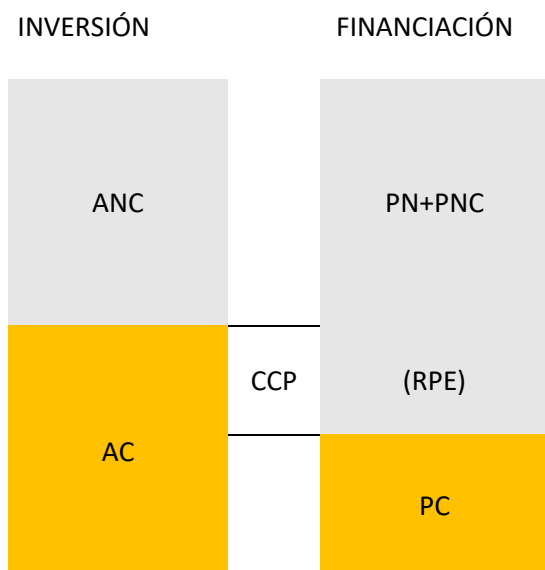 INVERSIÓN
FINANCIACIÓN
ANC
PN+PNC
CCP
(RPE)
AC
PC